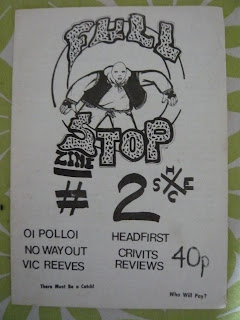 FULL
STOP
# 2
H
S X E
C
OI POLLOI
NO WAY OUT
VIC REEVES
HEADFIRST
CRIVITS
REVIEWS
40p
There Must Be a Catch!
Who Will Pay?